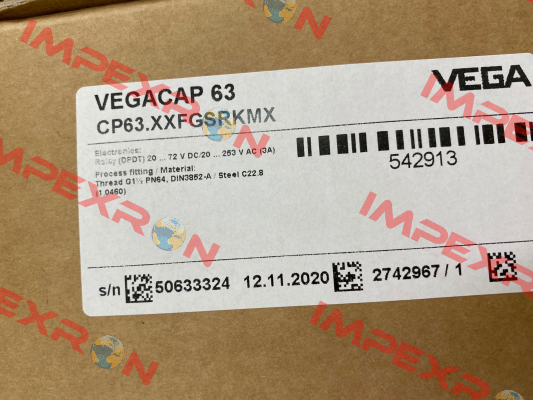 VEGACAP 63
VEGA
CP63.XXFGSRKMX
Electronics:
Relay (DPDT) 20 ... 72 V DC/20 ... 253 V AC (3A)
Process fitting / Material:
Thread G1½ PN64, DIN3852-A / Steel C22.8
(1.0460)
542913
s/n 50633324 12.11.2020 2742967 / 1
IMPEXRON
IMPEXRON
IMPEXRON
IMPEXRON